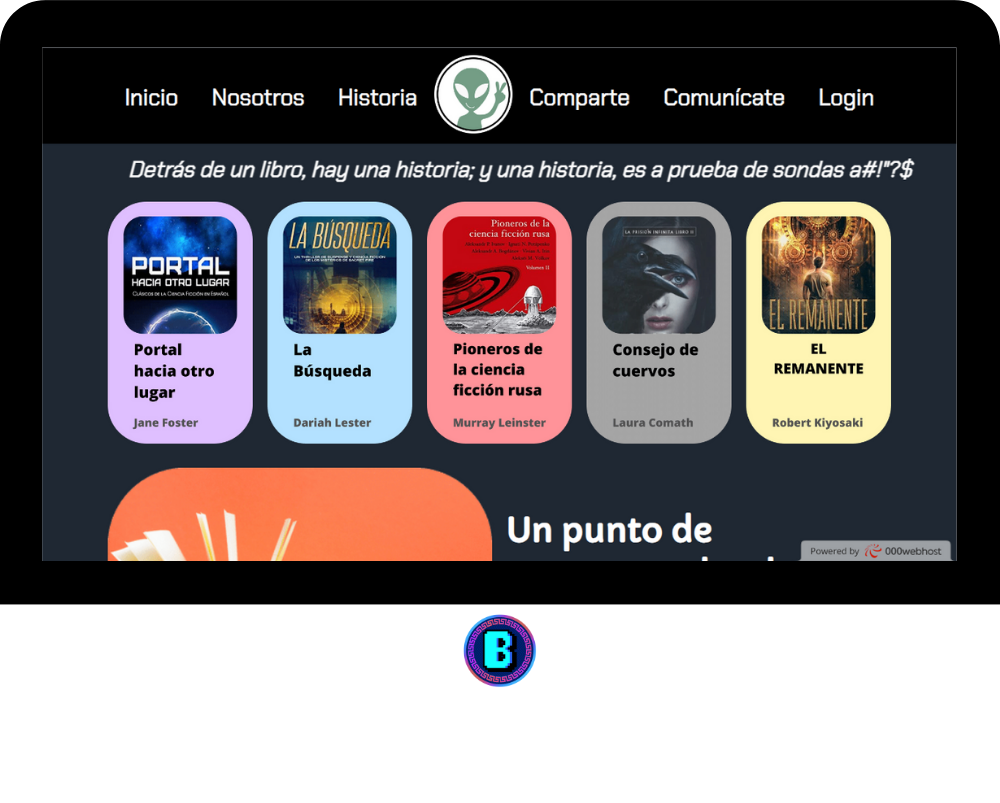 Inicio Nosotros Historia Comparte Comunícate Login
Detrás de un libro, hay una historia; y una historia, es a prueba de sondas a#!"?$
PORTAL
HACIA OTRO LUGAR
CLÁSICOS DE LA CIENCIA FICCIÓN EN ESPAÑOL
Portal
hacia otro
lugar
Jane Foster
LA BÚSQUEDA
La
Búsqueda
Dariah Lester
Pioneros de la
ciencia ficción rusa
Volumen II
Pioneros de
la ciencia
ficción rusa
Murray Leinster
LA PRISIÓN INFINITA: LIBRO II
Consejo de
cuervos
Laura Comath
EL REMANENTE
EL
REMANENTE
Robert Kiyosaki
Un punto de
Powered by 000webhost
B